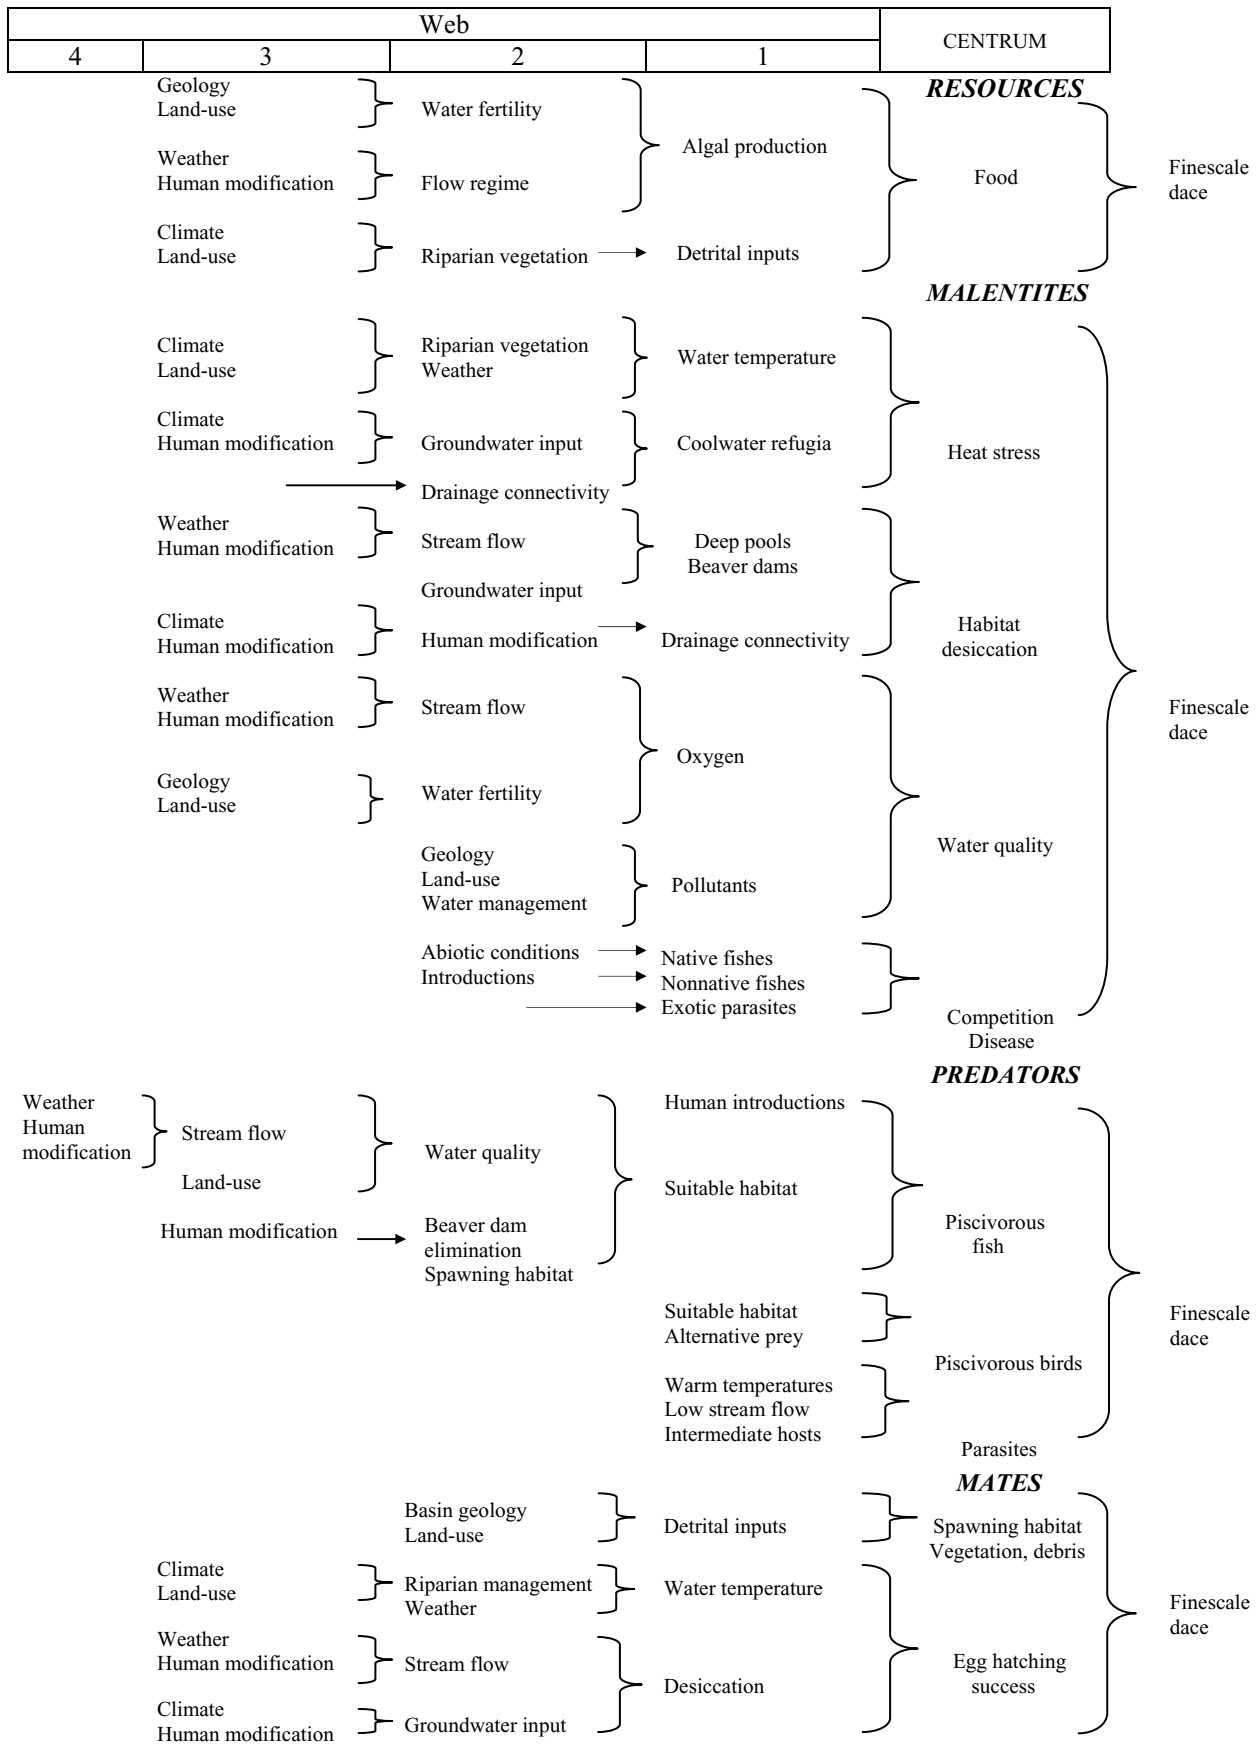 Web
CENTRUM
4 3 2 1
RESOURCES
Geology
Land-use
Water fertility
Algal production
Weather
Human modification
Flow regime
Food
Finescale
dace
Climate
Land-use
Riparian vegetation
Detrital inputs
MALENTITES
Climate
Land-use
Riparian vegetation
Weather
Water temperature
Climate
Human modification
Groundwater input
Coolwater refugia
Heat stress
Drainage connectivity
Weather
Human modification
Stream flow
Deep pools
Beaver dams
Groundwater input
Climate
Human modification
Human modification
Drainage connectivity
Habitat
desiccation
Weather
Human modification
Stream flow
Finescale
dace
Oxygen
Geology
Land-use
Water fertility
Water quality
Geology
Land-use
Water management
Pollutants
Abiotic conditions
Introductions
Native fishes
Nonnative fishes
Exotic parasites
Competition
Disease
PREDATORS
Weather
Human
modification
Stream flow
Land-use
Water quality
Human introductions
Suitable habitat
Human modification
Beaver dam
elimination
Spawning habitat
Piscivorous
fish
Suitable habitat
Alternative prey
Finescale
dace
Piscivorous birds
Warm temperatures
Low stream flow
Intermediate hosts
Parasites
MATES
Basin geology
Land-use
Detrital inputs
Spawning habitat
Vegetation, debris
Climate
Land-use
Riparian management
Weather
Water temperature
Finescale
dace
Weather
Human modification
Stream flow
Desiccation
Egg hatching
success
Climate
Human modification
Groundwater input